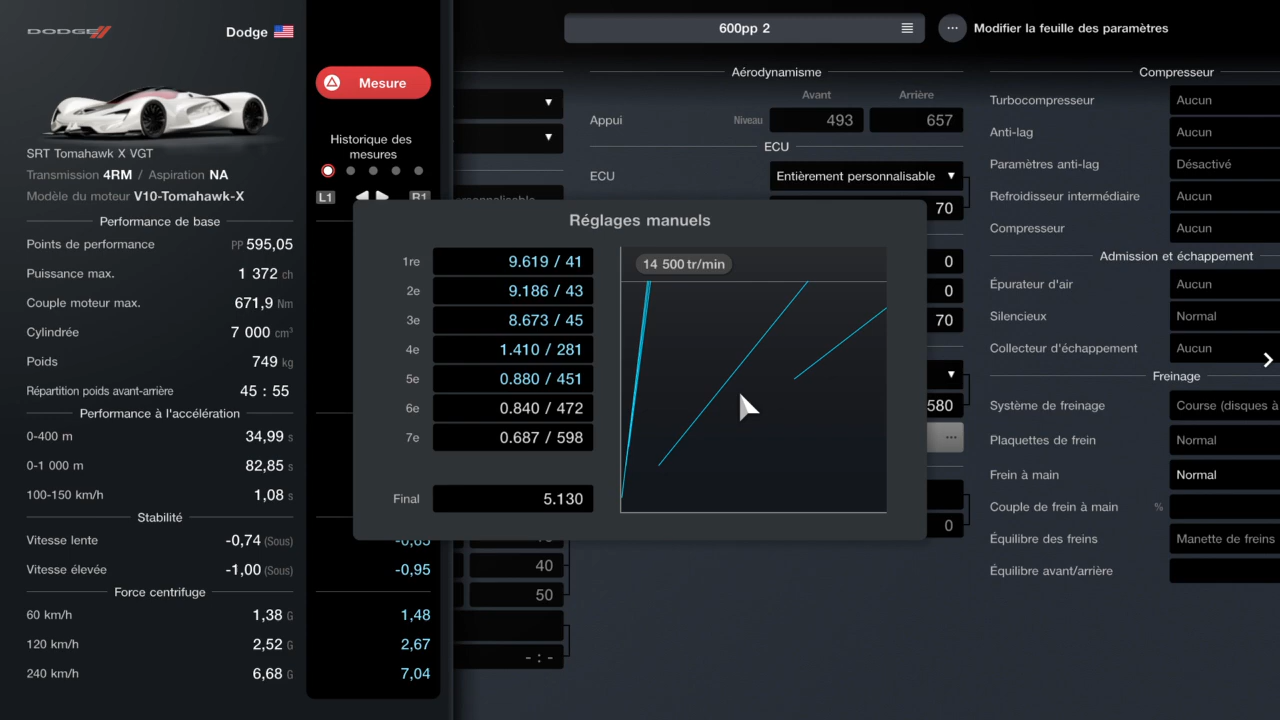 DODGE
Dodge
SRT Tomahawk X VGT
Transmission 4RM / Aspiration NA
Modèle du moteur V10-Tomahawk-X
Performance de base
Points de performance PP 595,05
Puissance max. 1 372 ch
Couple moteur max. 671,9 Nm
Cylindrée 7 000 cm³
Poids 749 kg
Répartition poids avant-arrière 45 : 55
Performance à l'accélération
0-400 m 34,99 s
0-1 000 m 82,85 s
100-150 km/h 1,08 s
Stabilité
Vitesse lente -0,74 (Sous)
Vitesse élevée -1,00 (Sous) -0,95
Force centrifuge
60 km/h 1,38 G 1,48
120 km/h 2,52 G 2,67
240 km/h 6,68 G 7,04
Mesure
Historique des
mesures
L1 R1
600pp 2
Modifier la feuille des paramètres
Aérodynamisme
Avant Arrière
Appui Niveau 493 657
ECU
ECU Entièrement personnalisable
70
0
0
70
580
0
40
50
- : -
Réglages manuels
14 500 tr/min
1re 9.619 / 41
2e 9.186 / 43
3e 8.673 / 45
4e 1.410 / 281
5e 0.880 / 451
6e 0.840 / 472
7e 0.687 / 598
Final 5.130
Compresseur
Turbocompresseur Aucun
Anti-lag Aucun
Paramètres anti-lag Désactivé
Refroidisseur intermédiaire Aucun
Compresseur Aucun
Admission et échappement
Épurateur d'air Aucun
Silencieux Normal
Collecteur d'échappement Aucun
Freinage
Système de freinage Course (disques à
Plaquettes de frein Normal
Frein à main Normal
Couple de frein à main %
Équilibre des freins Manette de freins
Équilibre avant/arrière